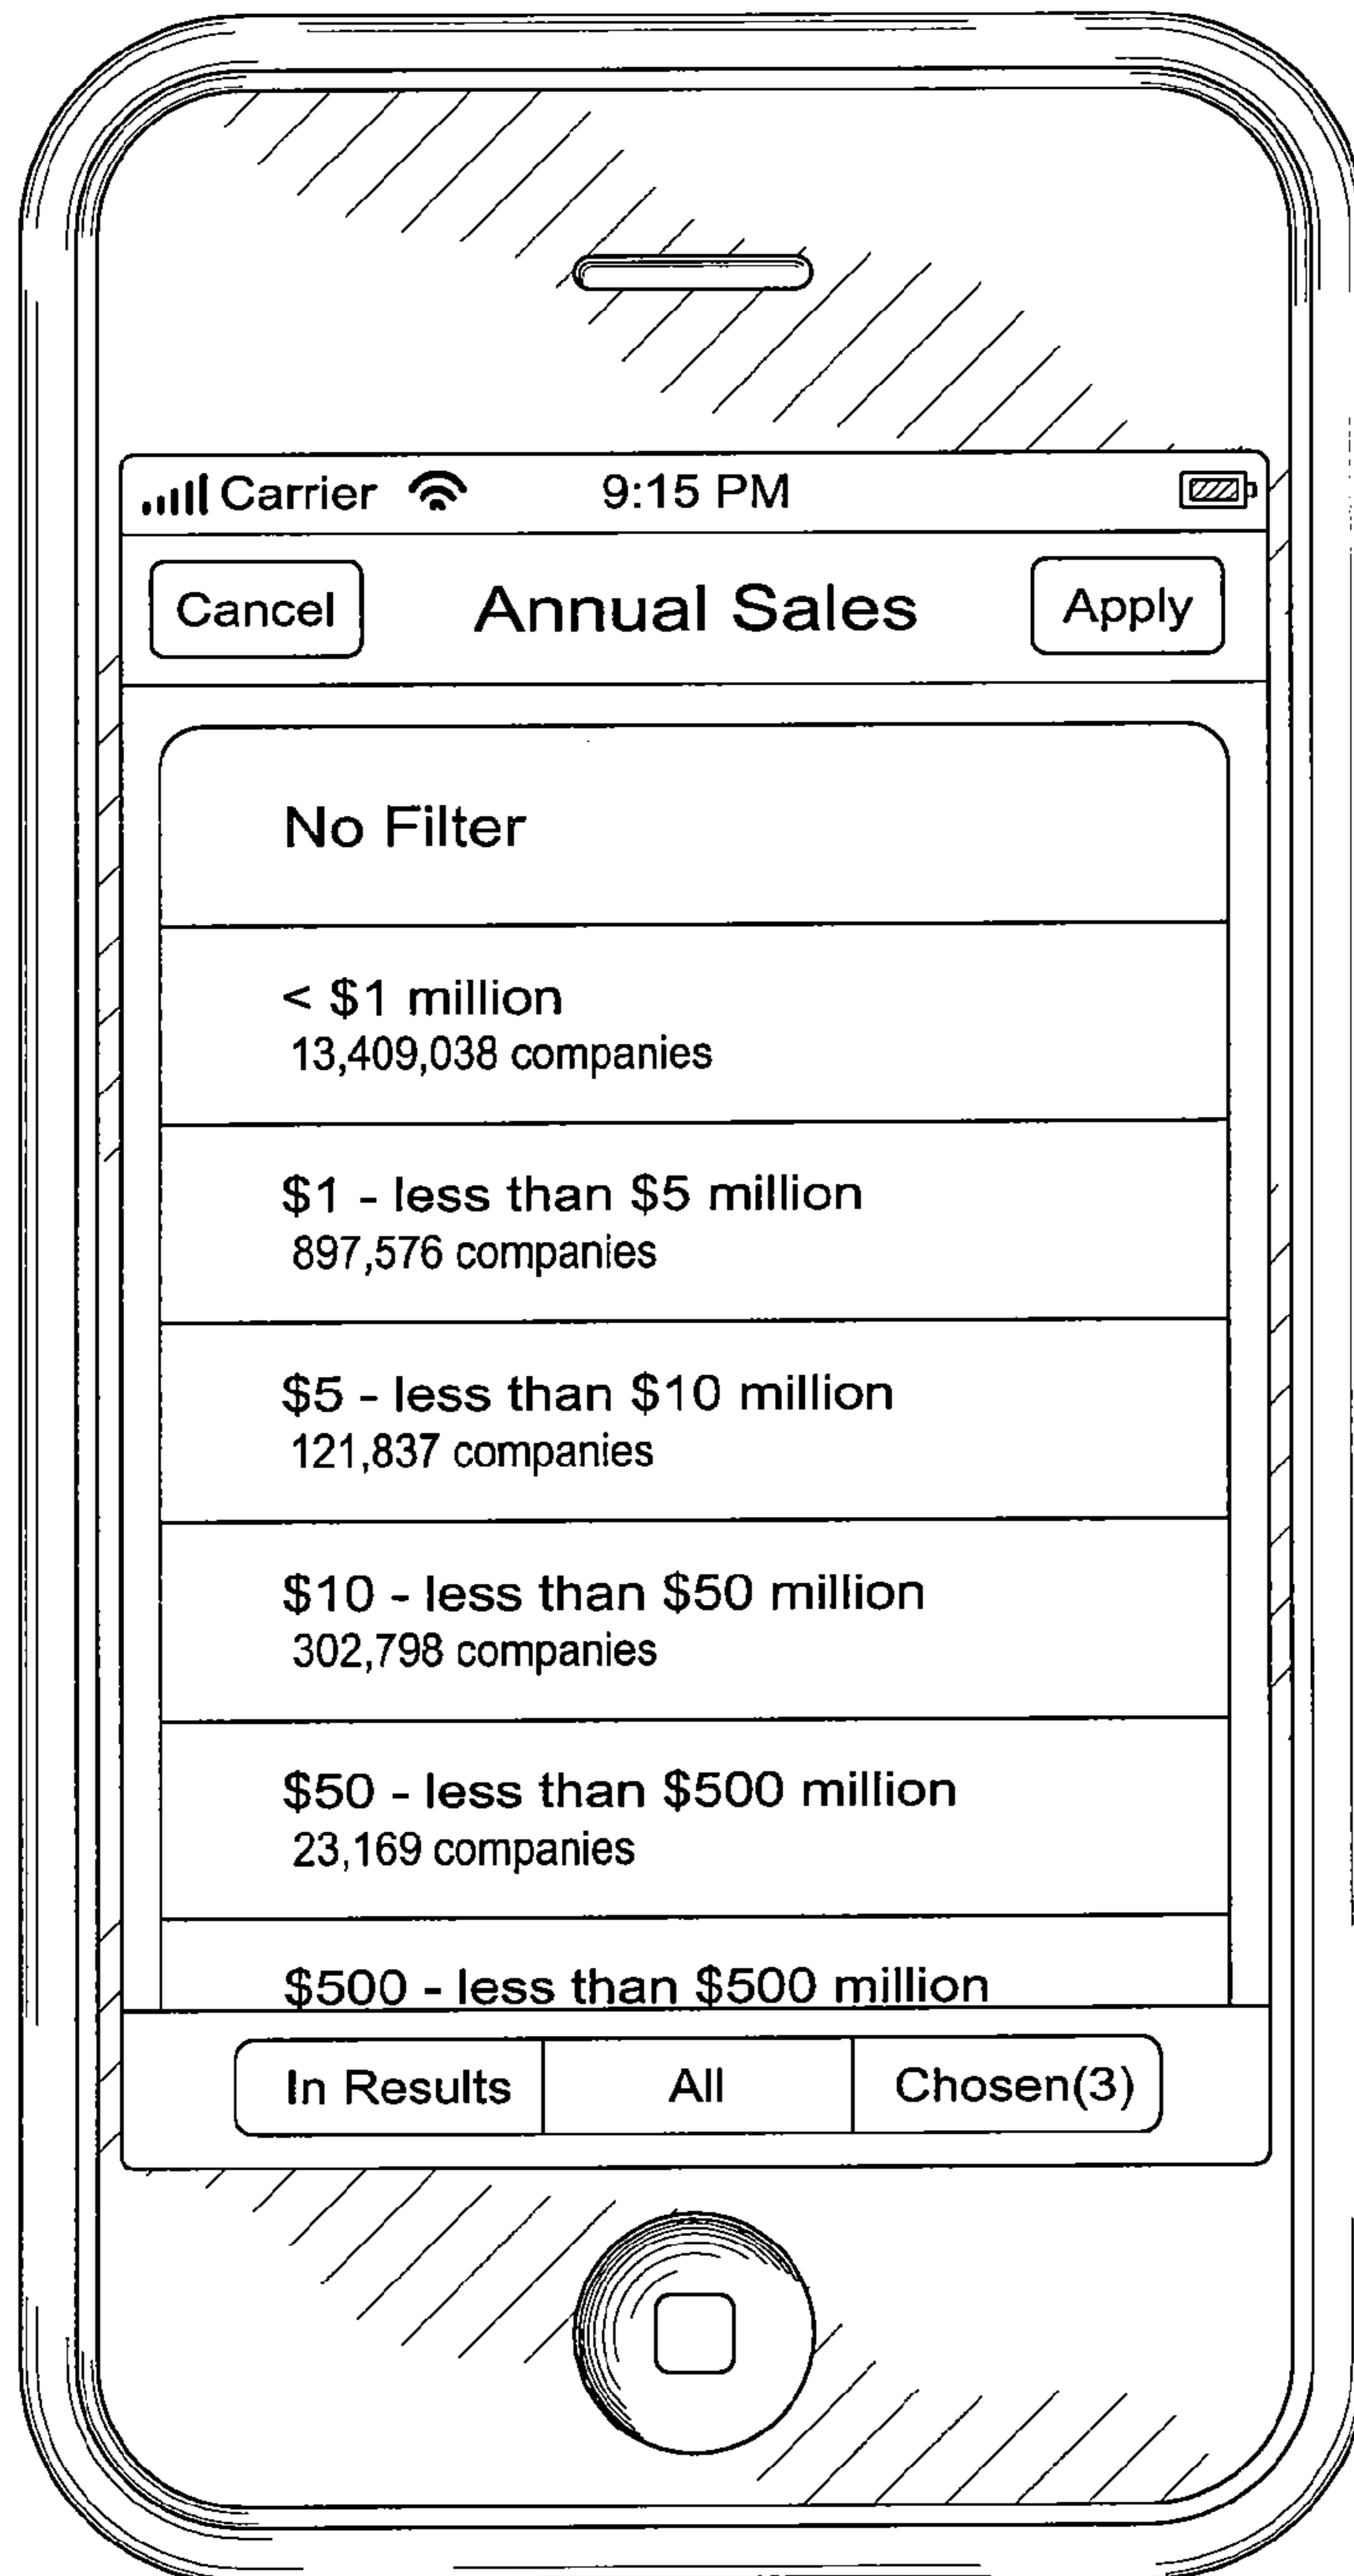 Carrier 9:15 PM
Cancel Annual Sales Apply
No Filter
< $1 million
13,409,038 companies
$1 - less than $5 million
897,576 companies
$5 - less than $10 million
121,837 companies
$10 - less than $50 million
302,798 companies
$50 - less than $500 million
23,169 companies
$500 - less than $500 million
In Results All Chosen(3)